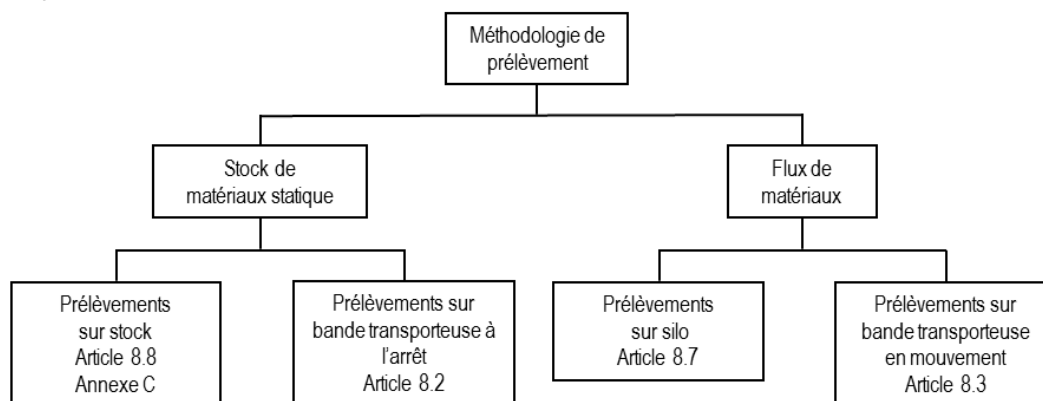 Méthodologie de
prélèvement
Stock de
matériaux statique
Flux de
matériaux
Prélèvements
sur stock
Article 8.8
Annexe C
Prélèvements sur
bande transporteuse à
l’arrêt
Article 8.2
Prélèvements
sur silo
Article 8.7
Prélèvements sur
bande transporteuse
en mouvement
Article 8.3